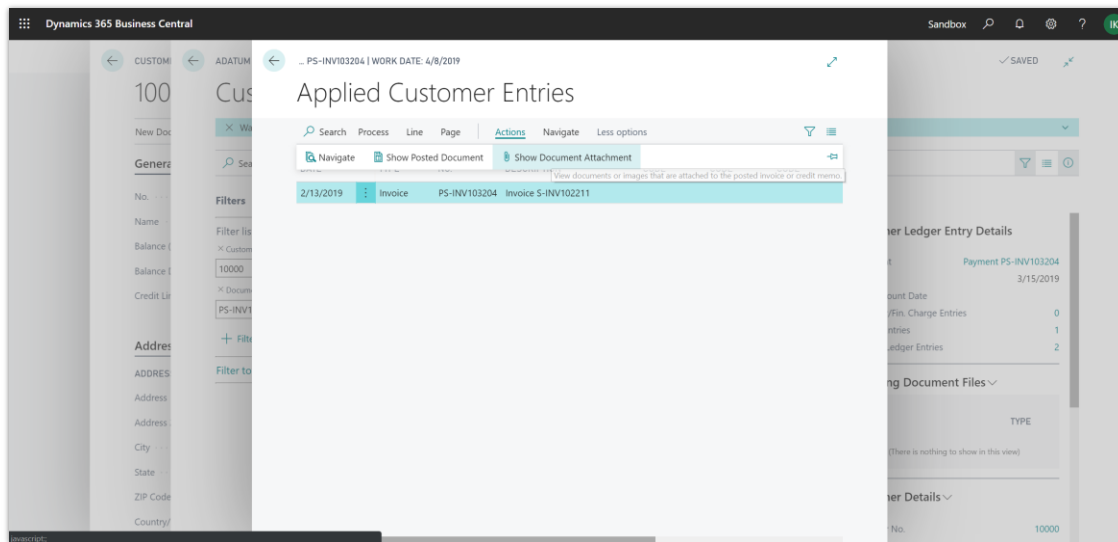 Dynamics 365 Business Central
Sandbox
?
IK
CUSTOM
ADATUM
... PS-INV103204 | WORK DATE: 4/8/2019
✓ SAVED
100
Cus
Applied Customer Entries
New Doc
× Wa
Search Process Line Page Actions Navigate Less options
Navigate Show Posted Document Show Document Attachment
View documents or images that are attached to the posted invoice or credit memo.
2/13/2019 Invoice PS-INV103204 Invoice S-INV102211
Genera
Sea
No.
Filters
Name
Filter lis
Balance (
× Custom
Balance D
10000
Credit Lir
× Docum
PS-INV1
+ Filte
Addres
ADDRES
Filter to
Address
Address
City
State
ZIP Code
Country/
javascript:;
er Ledger Entry Details
Payment PS-INV103204
3/15/2019
ount Date
/Fin. Charge Entries 0
ntries 1
Ledger Entries 2
ng Document Files
TYPE
(There is nothing to show in this view)
er Details
No. 10000